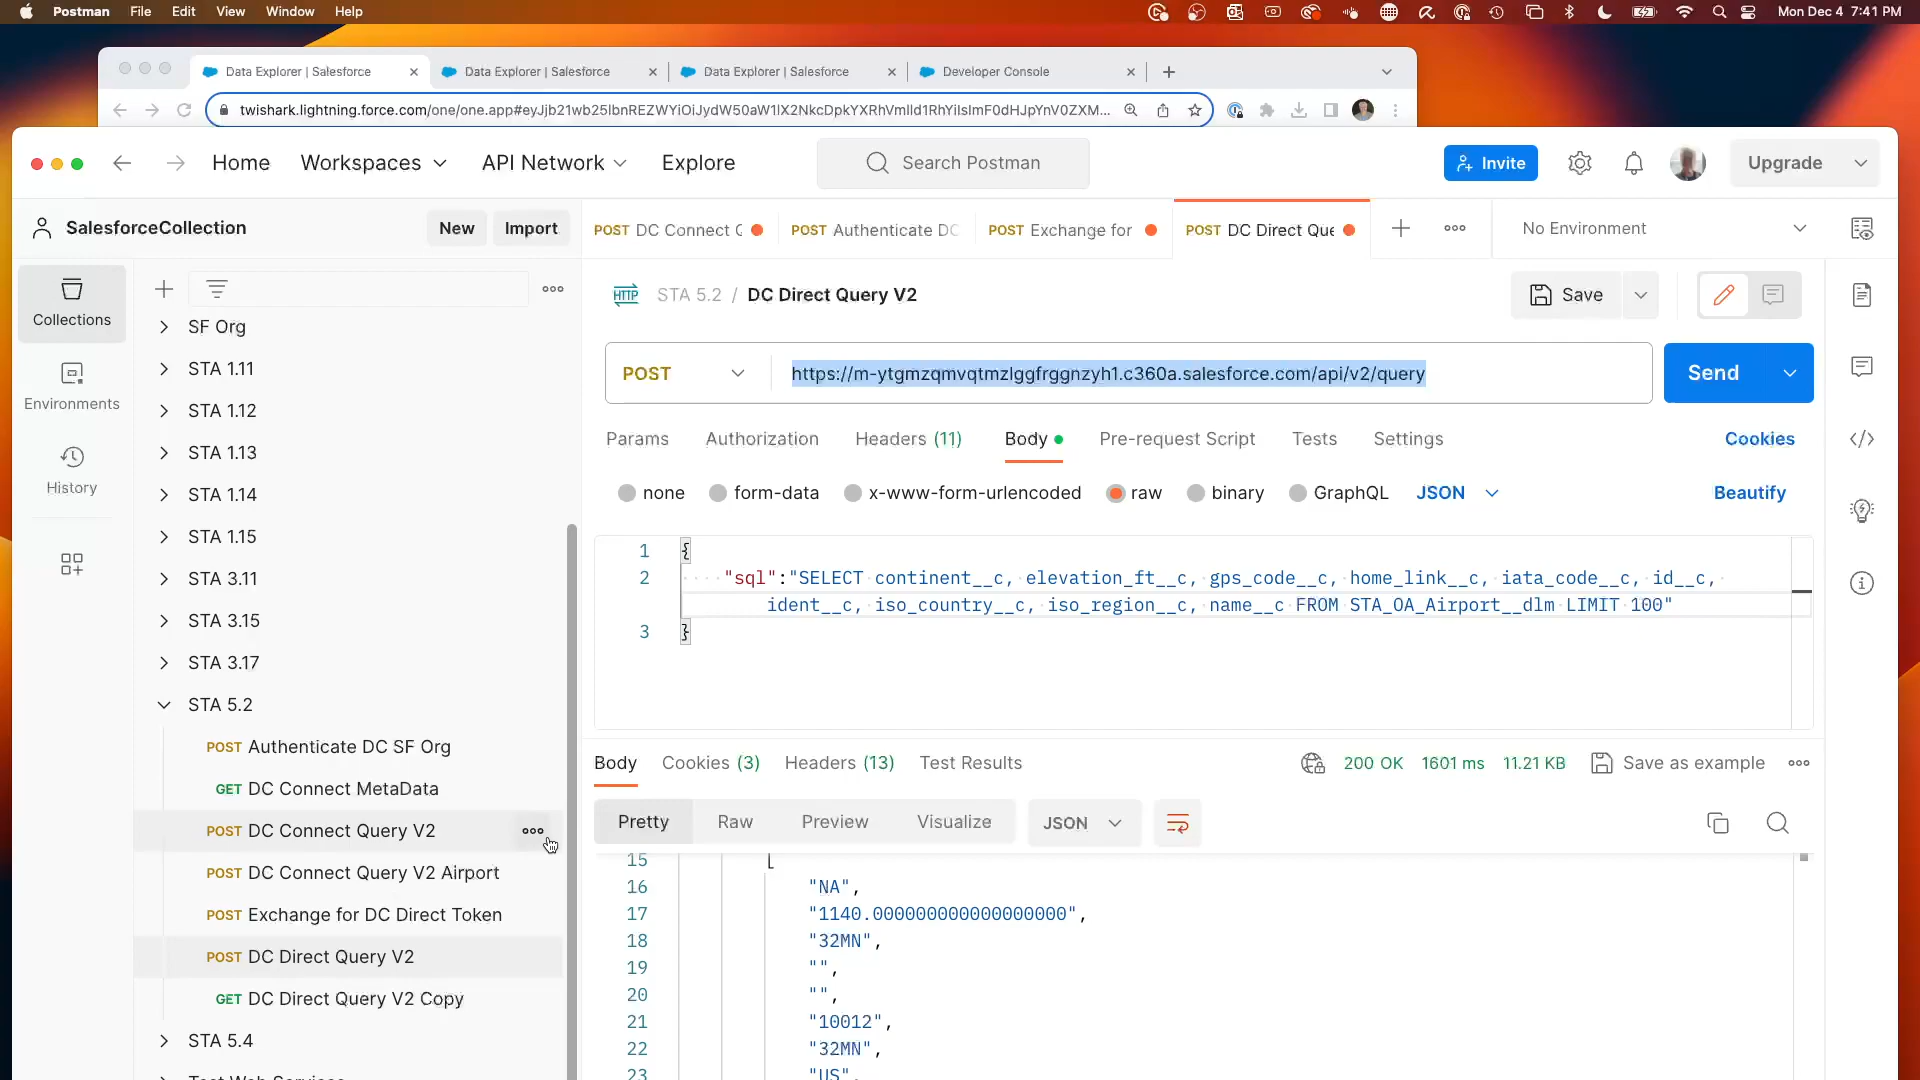 Postman File Edit View Window Help Mon Dec 4 7:41 PM
Data Explorer | Salesforce Data Explorer | Salesforce Data Explorer | Salesforce Developer Console
Home Workspaces API Network Explore Search Postman Invite Upgrade
SalesforceCollection New Import POST DC Connect POST Authenticate DC POST Exchange for POST DC Direct Que No Environment
Collections
Environments
History
SF Org
STA 1.11
STA 1.12
STA 1.13
STA 1.14
STA 1.15
STA 3.11
STA 3.15
STA 3.17
STA 5.2
POST Authenticate DC SF Org
GET DC Connect MetaData
POST DC Connect Query V2
POST DC Connect Query V2 Airport
POST Exchange for DC Direct Token
POST DC Direct Query V2
GET DC Direct Query V2 Copy
STA 5.4
HTTP STA 5.2 / DC Direct Query V2 Save
POST https://m-ytgmzqmvqtmzlggfrggnzyh1.c360a.salesforce.com/api/v2/query Send
Params Authorization Headers (11) Body Pre-request Script Tests Settings Cookies
none form-data x-www-form-urlencoded raw binary GraphQL JSON Beautify
1 {
2 "sql":"SELECT continent__c, elevation_ft__c, gps_code__c, home_link__c, iata_code__c, id__c,
ident__c, iso_country__c, iso_region__c, name__c FROM STA_OA_Airport__dlm LIMIT 100"
3 }
Body Cookies (3) Headers (13) Test Results 200 OK 1601 ms 11.21 KB Save as example
Pretty Raw Preview Visualize JSON
15 [
16 "NA",
17 "1140.000000000000000000",
18 "32MN",
19 "",
20 "",
21 "10012",
22 "32MN",
23 "US",